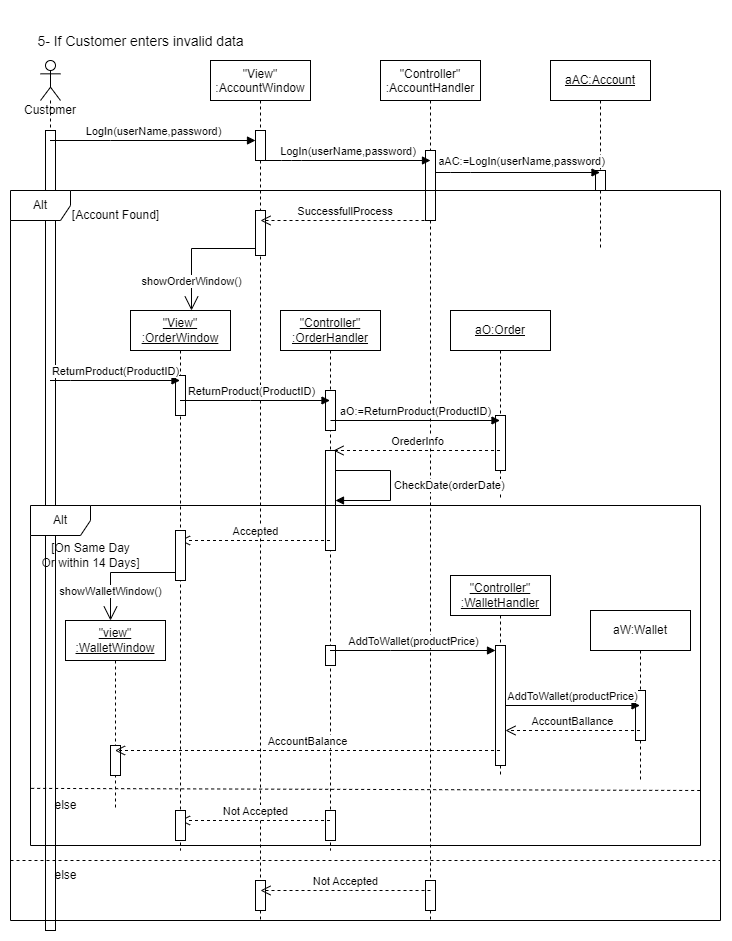 5- If Customer enters invalid data
Customer
"View"
:AccountWindow
"Controller"
:AccountHandler
aAC:Account
LogIn(userName,password)
LogIn(userName,password)
aAC:=LogIn(userName,password)
Alt
[Account Found]
SuccessfullProcess
showOrderWindow()
"View"
:OrderWindow
"Controller"
:OrderHandler
aO:Order
ReturnProduct(ProductID)
ReturnProduct(ProductID)
aO:=ReturnProduct(ProductID)
OrederInfo
CheckDate(orderDate)
Alt
[On Same Day
Or within 14 Days]
Accepted
showWalletWindow()
"view"
:WalletWindow
"Controller"
:WalletHandler
aW:Wallet
AddToWallet(productPrice)
AddToWallet(productPrice)
AccountBallance
AccountBalance
else
Not Accepted
else
Not Accepted